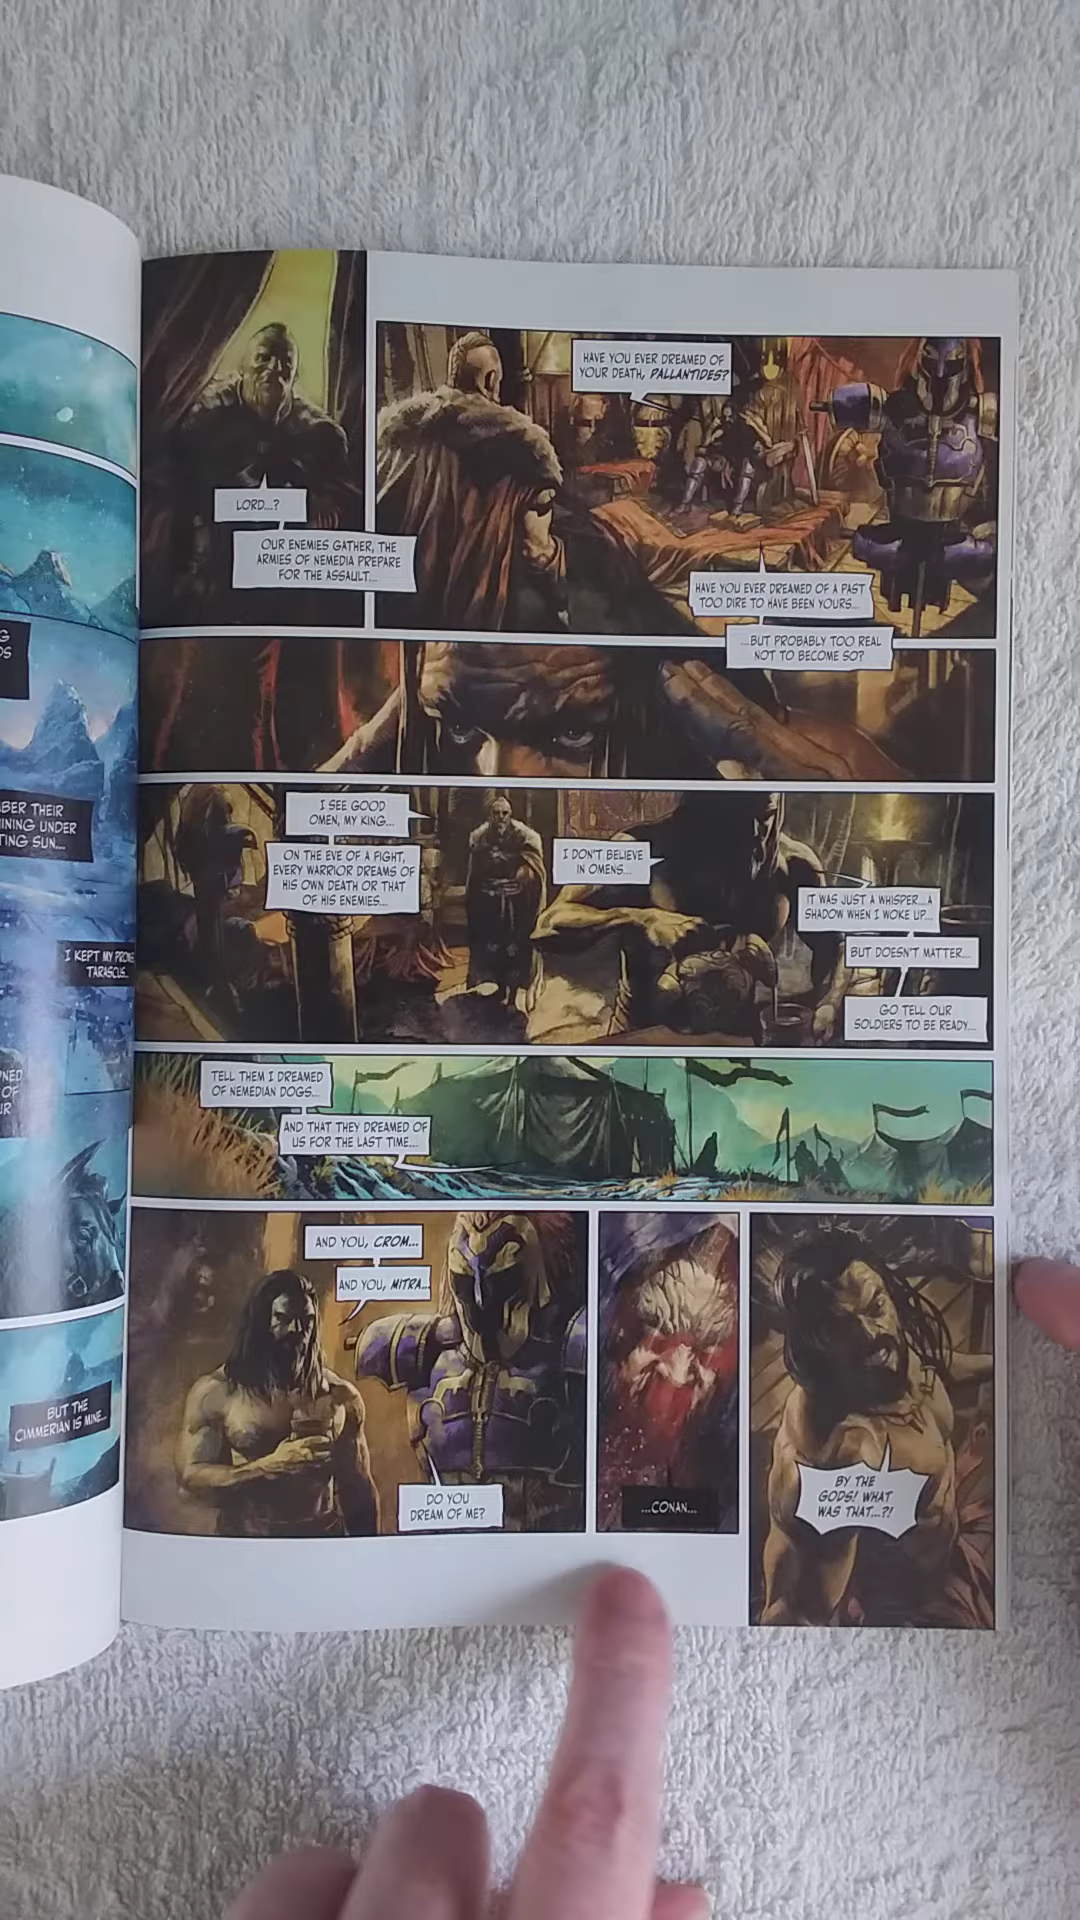 BER THEIR
NING UNDER
TING SUN...
I KEPT MY
TARASCUS...
OF
BUT THE
CIMMERIAN IS MINE...
LORD...?
OUR ENEMIES GATHER, THE
ARMIES OF NEMEDIA PREPARE
FOR THE ASSAULT...
HAVE YOU EVER DREAMED OF
YOUR DEATH, PALLANTIDES?
HAVE YOU EVER DREAMED OF A PAST
TOO DIRE TO HAVE BEEN YOURS...
...BUT PROBABLY TOO REAL
NOT TO BECOME SO?
I SEE GOOD
OMEN, MY KING...
ON THE EVE OF A FIGHT,
EVERY WARRIOR DREAMS OF
HIS OWN DEATH OR THAT
OF HIS ENEMIES...
I DON'T BELIEVE
IN OMENS...
IT WAS JUST A WHISPER...A
SHADOW WHEN I WOKE UP...
BUT DOESN'T MATTER...
GO TELL OUR
SOLDIERS TO BE READY...
TELL THEM I DREAMED
OF NEMEDIAN DOGS...
AND THAT THEY DREAMED OF
US FOR THE LAST TIME...
AND YOU, CROM...
AND YOU, MITRA...
DO YOU
DREAM OF ME?
...CONAN...
BY THE
GODS! WHAT
WAS THAT...?!